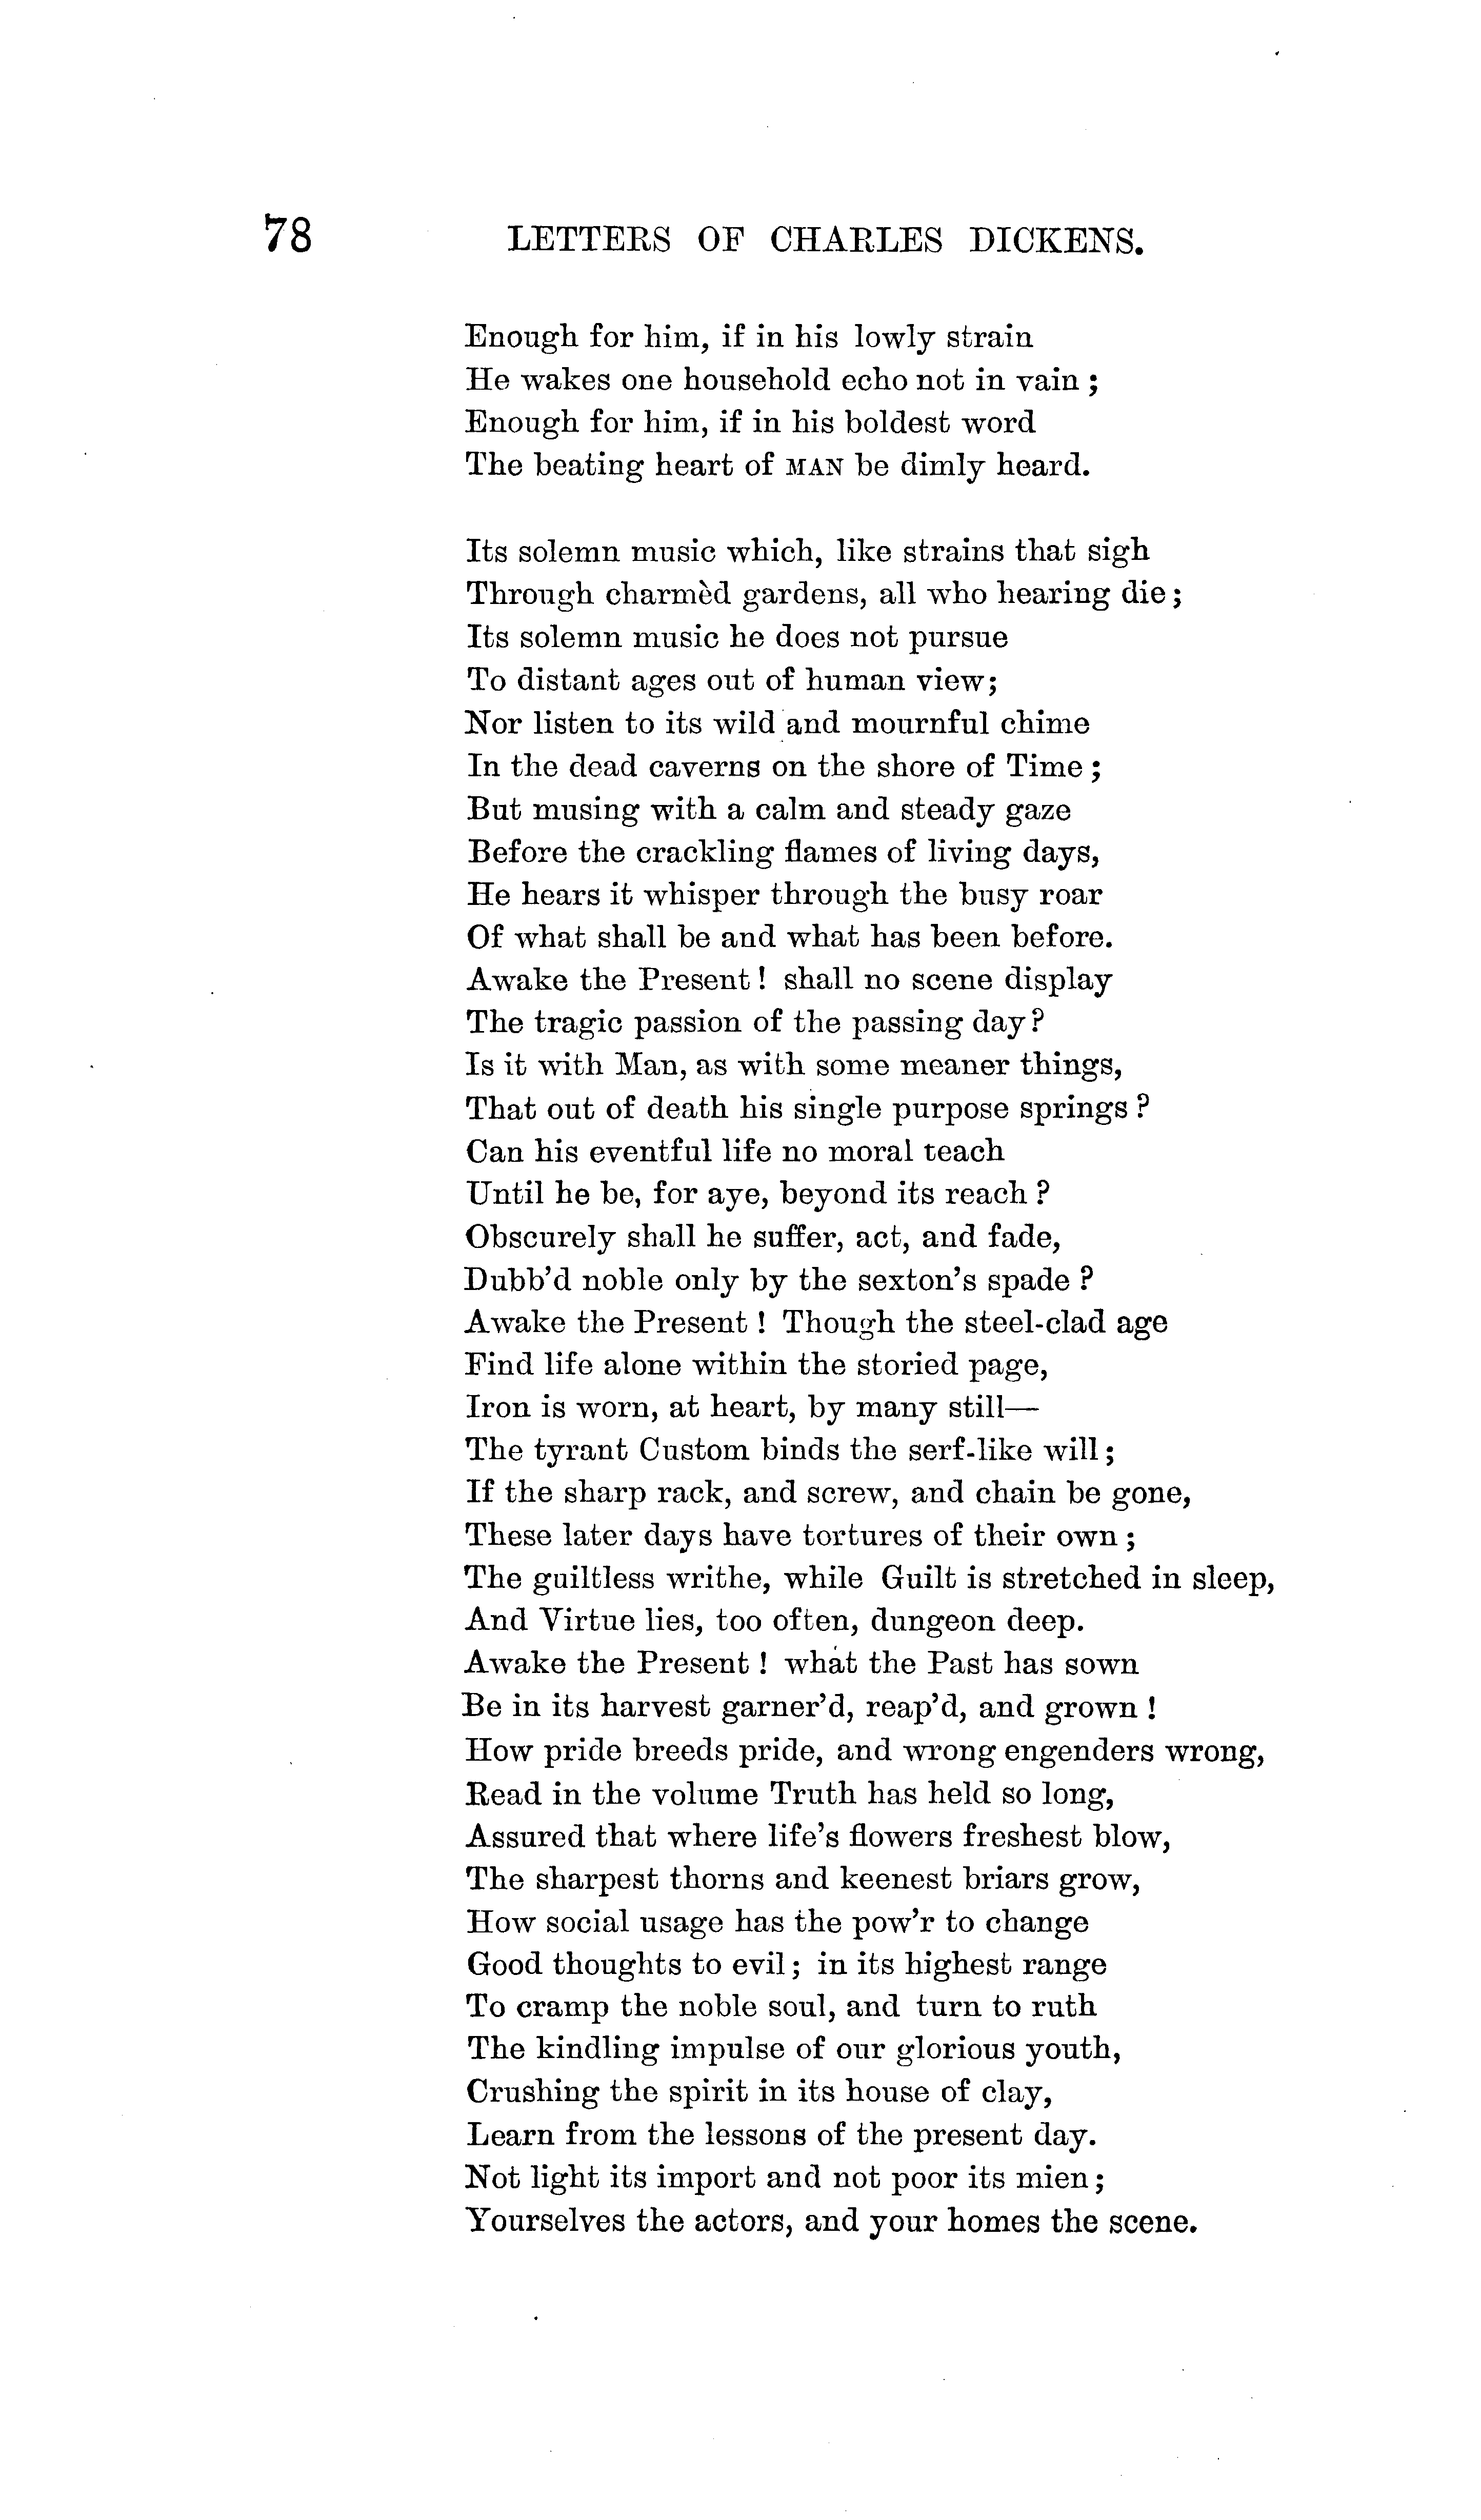 78 LETTERS OF CHARLES DICKENS.
Enough for him, if in his lowly strain
He wakes one household echo not in vain ;
Enough for him, if in his boldest word
The beating heart of MAN be dimly heard.
Its solemn music which, like strains that sigh
Through charmèd gardens, all who hearing die;
Its solemn music he does not pursue
To distant ages out of human view;
Nor listen to its wild and mournful chime
In the dead caverns on the shore of Time ;
But musing with a calm and steady gaze
Before the crackling flames of living days,
He hears it whisper through the busy roar
Of what shall be and what has been before.
Awake the Present! shall no scene display
The tragic passion of the passing day?
Is it with Man, as with some meaner things,
That out of death his single purpose springs ?
Can his eventful life no moral teach
Until he be, for aye, beyond its reach ?
Obscurely shall he suffer, act, and fade,
Dubb'd noble only by the sexton's spade ?
Awake the Present ! Though the steel-clad age
Find life alone within the storied page,
Iron is worn, at heart, by many still—
The tyrant Custom binds the serf-like will;
If the sharp rack, and screw, and chain be gone,
These later days have tortures of their own ;
The guiltless writhe, while Guilt is stretched in sleep,
And Virtue lies, too often, dungeon deep.
Awake the Present ! what the Past has sown
Be in its harvest garner'd, reap'd, and grown !
How pride breeds pride, and wrong engenders wrong,
Read in the volume Truth has held so long,
Assured that where life's flowers freshest blow,
The sharpest thorns and keenest briars grow,
How social usage has the pow'r to change
Good thoughts to evil; in its highest range
To cramp the noble soul, and turn to ruth
The kindling impulse of our glorious youth,
Crushing the spirit in its house of clay,
Learn from the lessons of the present day.
Not light its import and not poor its mien;
Yourselves the actors, and your homes the scene.